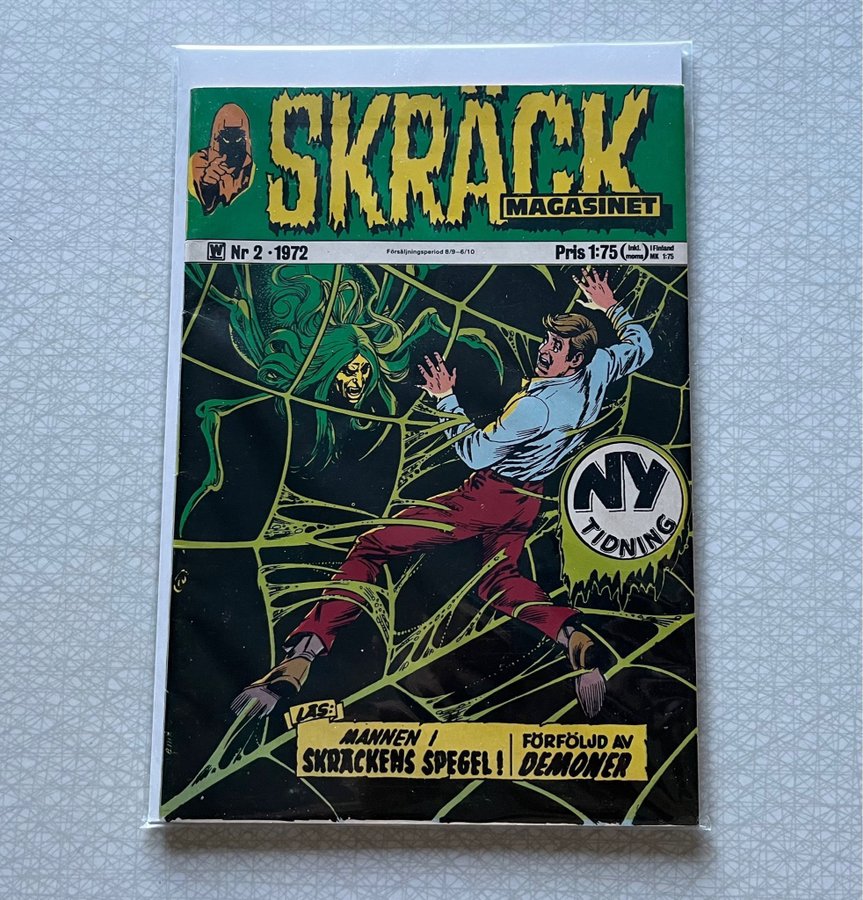 SKRÄCK
MAGASINET
W Nr 2 • 1972
Försäljningsperiod 8/9–6/10
Pris 1:75 (inkl. moms) I Finland MK 1:75
NY
TIDNING
LÄS:
MANNEN I
SKRÄCKENS SPEGEL!
FÖRFÖLJD AV
DEMONER